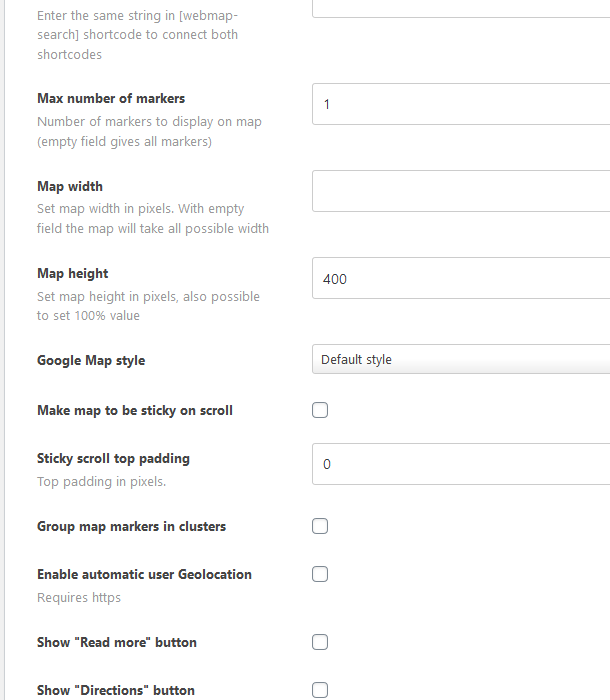 Enter the same string in [webmap-
search] shortcode to connect both
shortcodes
Max number of markers
1
Number of markers to display on map
(empty field gives all markers)
Map width
Set map width in pixels. With empty
field the map will take all possible width
Map height
400
Set map height in pixels, also possible
to set 100% value
Google Map style
Default style
Make map to be sticky on scroll
Sticky scroll top padding
0
Top padding in pixels.
Group map markers in clusters
Enable automatic user Geolocation
Requires https
Show "Read more" button
Show "Directions" button